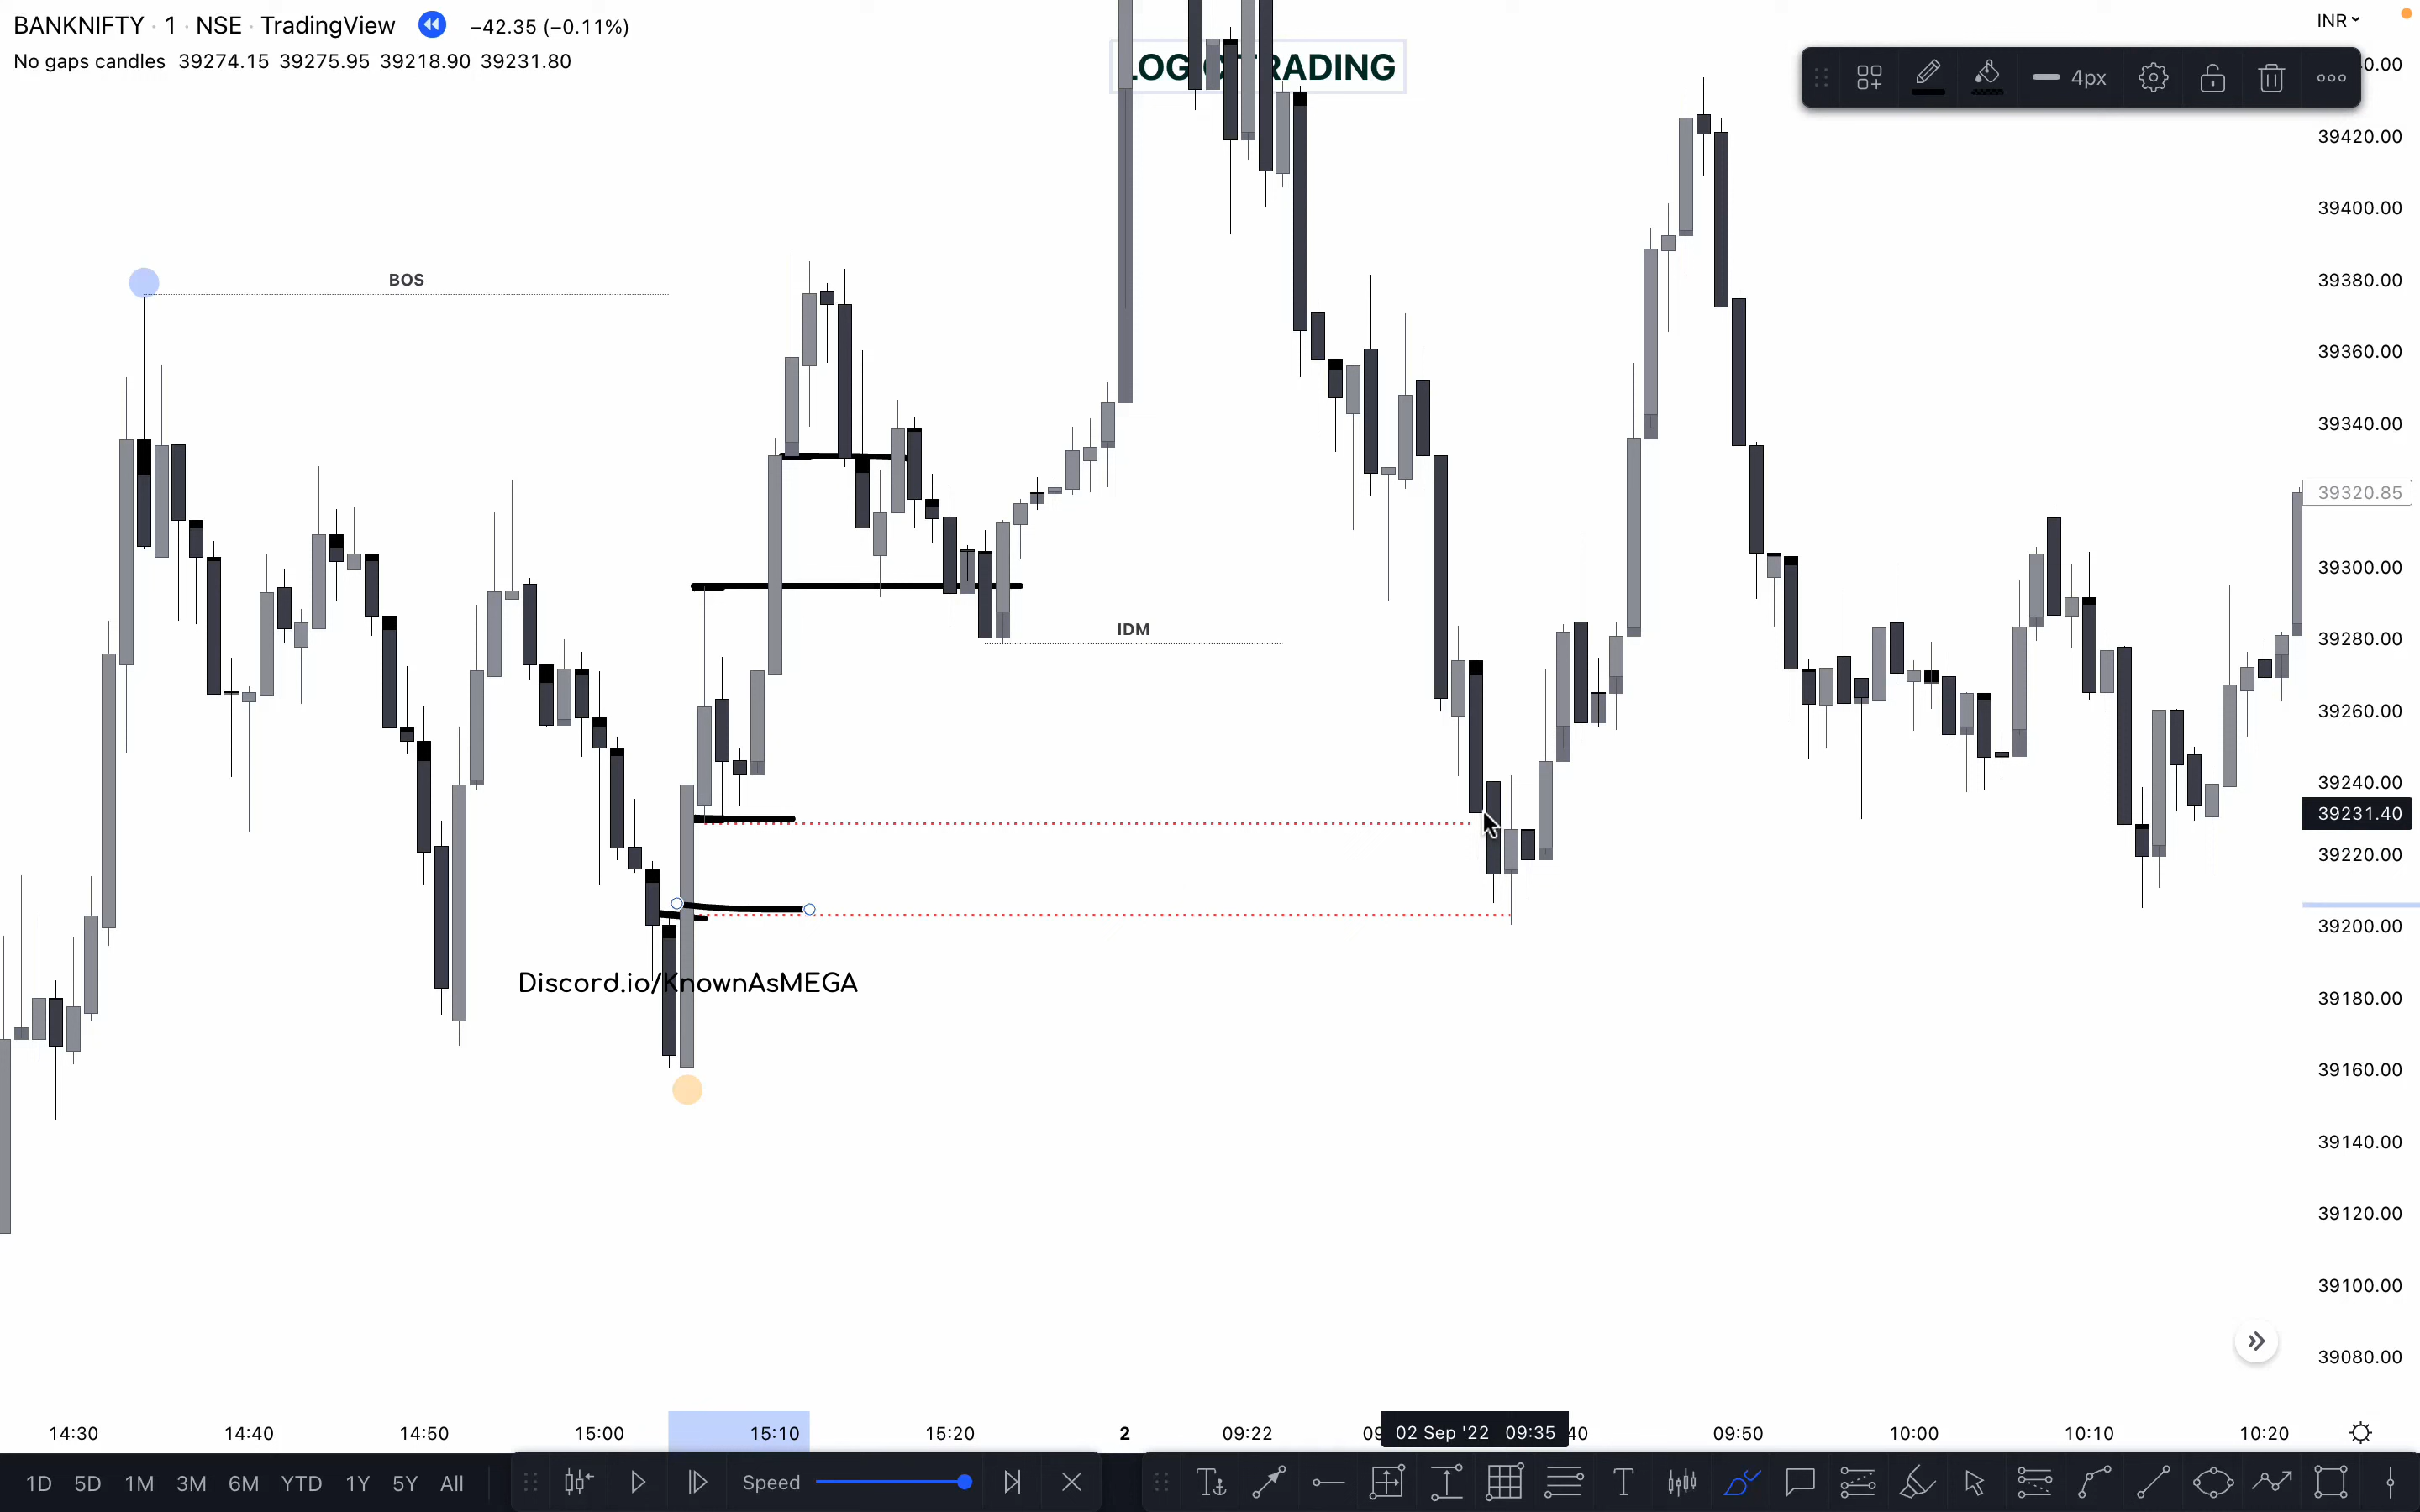 BANKNIFTY · 1 · NSE · TradingView −42.35 (−0.11%)
No gaps candles 39274.15 39275.95 39218.90 39231.80
LOGIC TRADING
4px
INR
39420.00
39400.00
39380.00
39360.00
39340.00
39320.85
39300.00
39280.00
39260.00
39240.00
39231.40
39220.00
39200.00
39180.00
39160.00
39140.00
39120.00
39100.00
39080.00
BOS
IDM
Discord.io/KnownAsMEGA
14:30 14:40 14:50 15:00 15:10 15:20 2 09:22 02 Sep '22 09:35 09:50 10:00 10:10 10:20
1D 5D 1M 3M 6M YTD 1Y 5Y All Speed